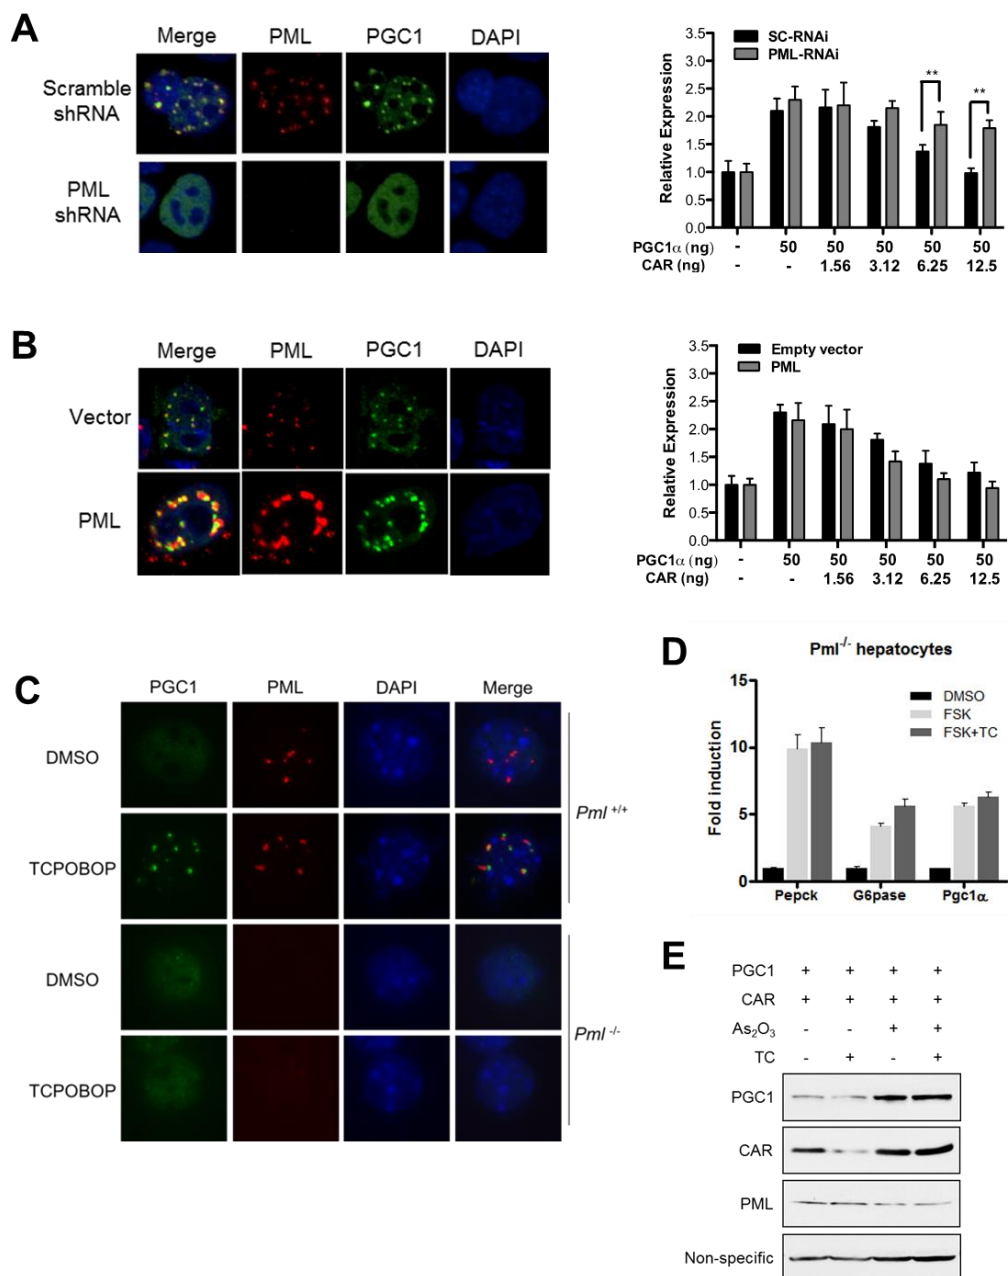 A
Merge PML PGC1 DAPI
Scramble
shRNA
PML
shRNA
SC-RNAi
PML-RNAi
Relative Expression
3.5
3.0
2.5
2.0
1.5
1.0
0.5
0.0
** **
PGC1α (ng) - 50 50 50 50 50
CAR (ng) - - 1.56 3.12 6.25 12.5
B
Merge PML PGC1 DAPI
Vector
PML
Empty vector
PML
Relative Expression
3.5
3.0
2.5
2.0
1.5
1.0
0.5
0.0
PGC1α (ng) - 50 50 50 50 50
CAR (ng) - - 1.56 3.12 6.25 12.5
C
PGC1 PML DAPI Merge
DMSO
TCPOBOP
Pml +/+
DMSO
TCPOBOP
Pml -/-
D
Pml-/- hepatocytes
DMSO
FSK
FSK+TC
Fold induction
15
10
5
0
Pepck G6pase Pgc1α
E
PGC1 + + + +
CAR + + + +
As2O3 - - + +
TC - + - +
PGC1
CAR
PML
Non-specific